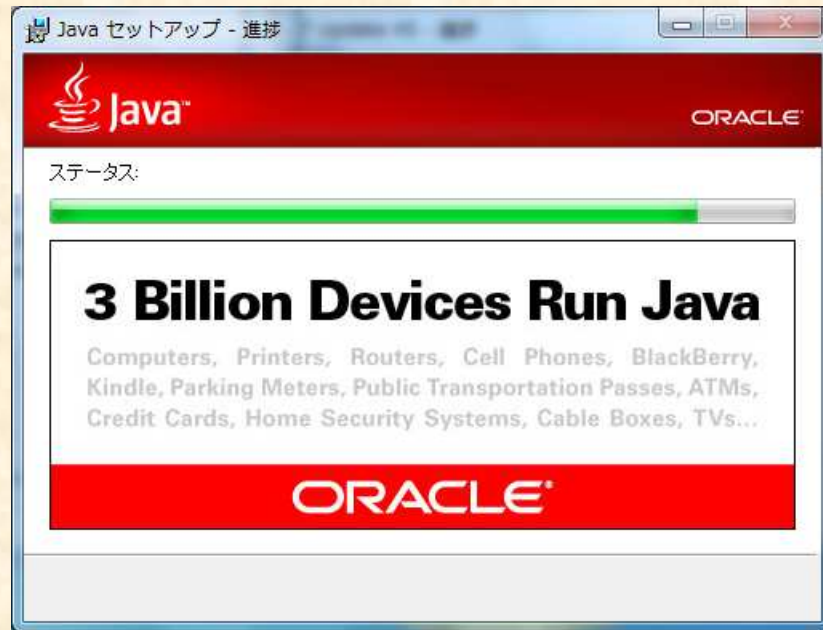 Java セットアップ - 進捗
Java™
ORACLE
ステータス:
3 Billion Devices Run Java
Computers, Printers, Routers, Cell Phones, BlackBerry,
Kindle, Parking Meters, Public Transportation Passes, ATMs,
Credit Cards, Home Security Systems, Cable Boxes, TVs...
ORACLE®